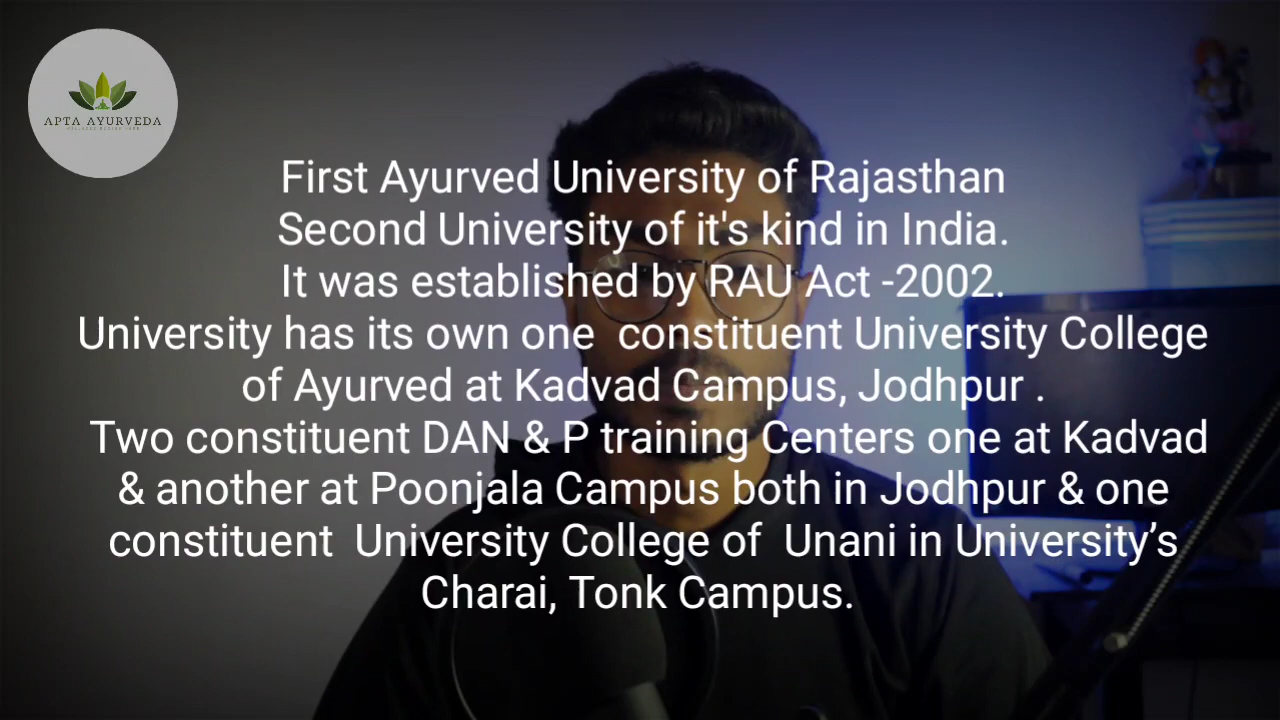 APTA AYURVEDA
First Ayurved University of Rajasthan
Second University of it's kind in India.
It was established by RAU Act -2002.
University has its own one constituent University College
of Ayurved at Kadvad Campus, Jodhpur .
Two constituent DAN & P training Centers one at Kadvad
& another at Poonjala Campus both in Jodhpur & one
constituent University College of Unani in University’s
Charai, Tonk Campus.